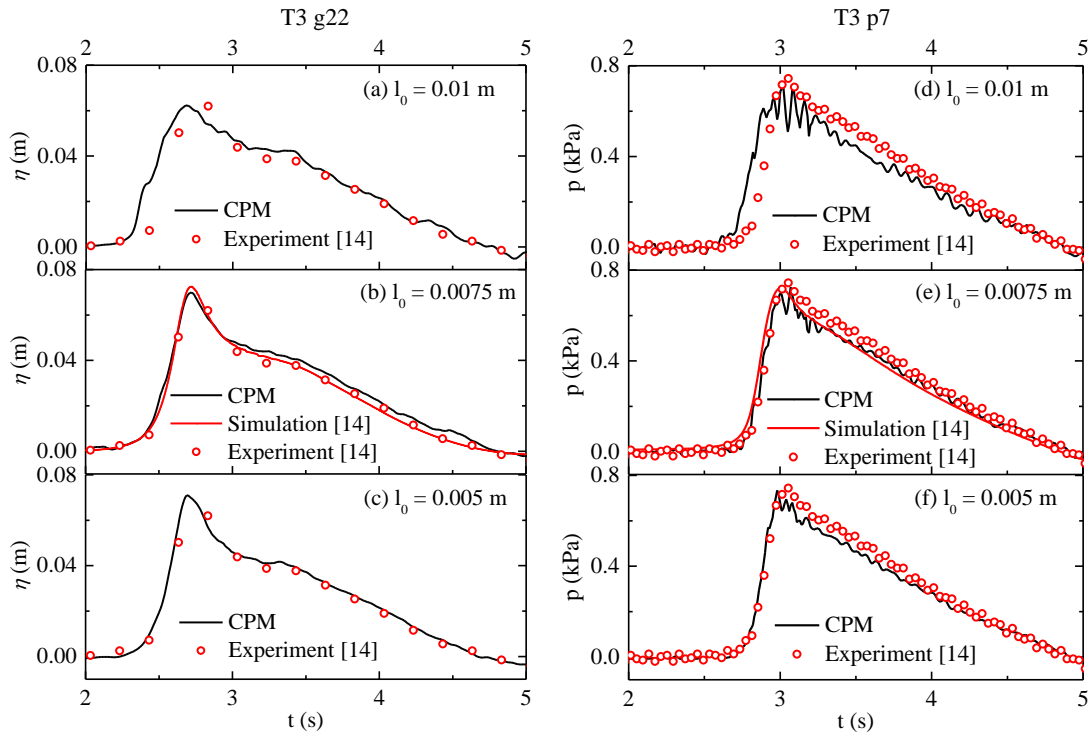 T3 g22
2 3 4 5
0.08
(a) l0 = 0.01 m
η (m)
0.04
CPM
Experiment [14]
0.00
0.08
(b) l0 = 0.0075 m
η (m)
0.04
CPM
Simulation [14]
Experiment [14]
0.00
0.08
(c) l0 = 0.005 m
η (m)
0.04
CPM
Experiment [14]
0.00
2 3 4 5
t (s)
T3 p7
2 3 4 5
0.8
(d) l0 = 0.01 m
p (kPa)
0.4
CPM
Experiment [14]
0.0
0.8
(e) l0 = 0.0075 m
p (kPa)
0.4
CPM
Simulation [14]
Experiment [14]
0.0
0.8
(f) l0 = 0.005 m
p (kPa)
0.4
CPM
Experiment [14]
0.0
2 3 4 5
t (s)